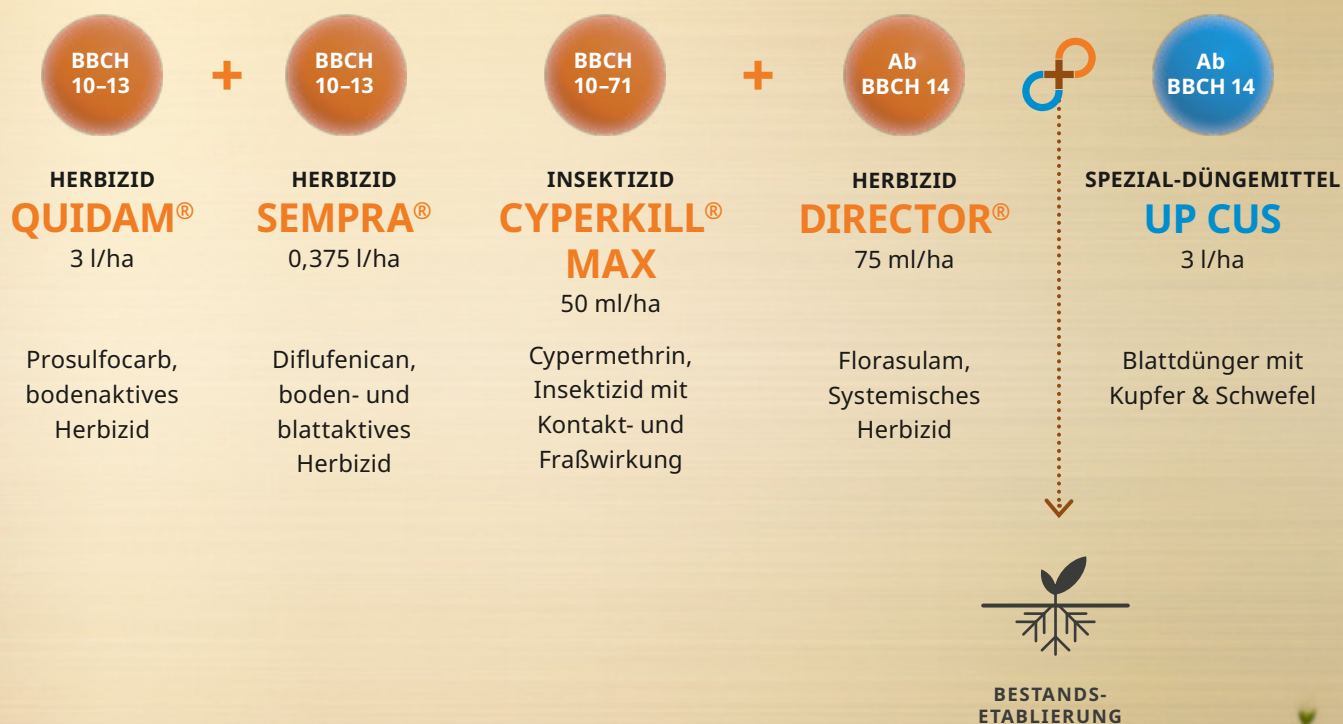 BBCH
10–13
+
BBCH
10–13
BBCH
10–71
+
Ab
BBCH 14
Ab
BBCH 14
HERBIZID
QUIDAM®
3 l/ha
Prosulfocarb,
bodenaktives
Herbizid
HERBIZID
SEMPRA®
0,375 l/ha
Diflufenican,
boden- und
blattaktives
Herbizid
INSEKTIZID
CYPERKILL®
MAX
50 ml/ha
Cypermethrin,
Insektizid mit
Kontakt- und
Fraßwirkung
HERBIZID
DIRECTOR®
75 ml/ha
Florasulam,
Systemisches
Herbizid
SPEZIAL-DÜNGEMITTEL
UP CUS
3 l/ha
Blattdünger mit
Kupfer & Schwefel
BESTANDS-
ETABLIERUNG